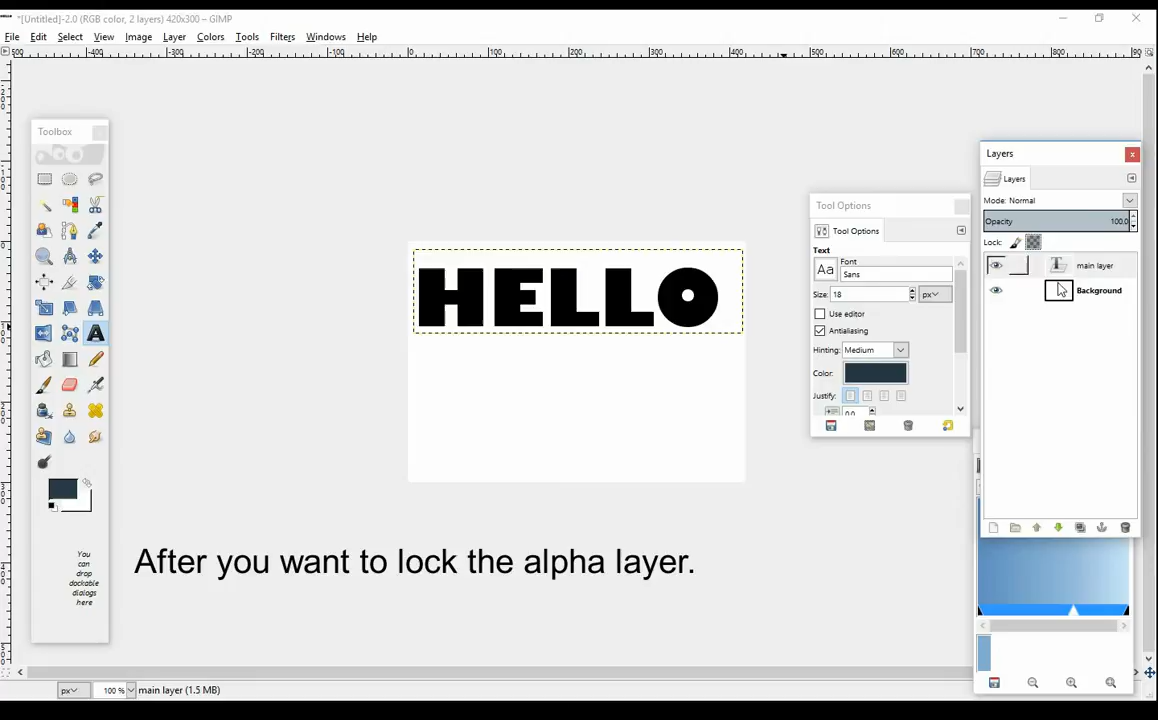 *[Untitled]-2.0 (RGB color, 2 layers) 420x300 – GIMP
File Edit Select View Image Layer Colors Tools Filters Windows Help
Toolbox
HELLO
Tool Options
Tool Options
Text
Aa
Font
Sans
Size: 18 px
Use editor
Antialiasing
Hinting: Medium
Color:
Justify:
0.0
Layers
Layers
Mode: Normal
Opacity 100.0
Lock:
main layer
Background
You
can
drop
dockable
dialogs
here
After you want to lock the alpha layer.
px 100 % main layer (1.5 MB)